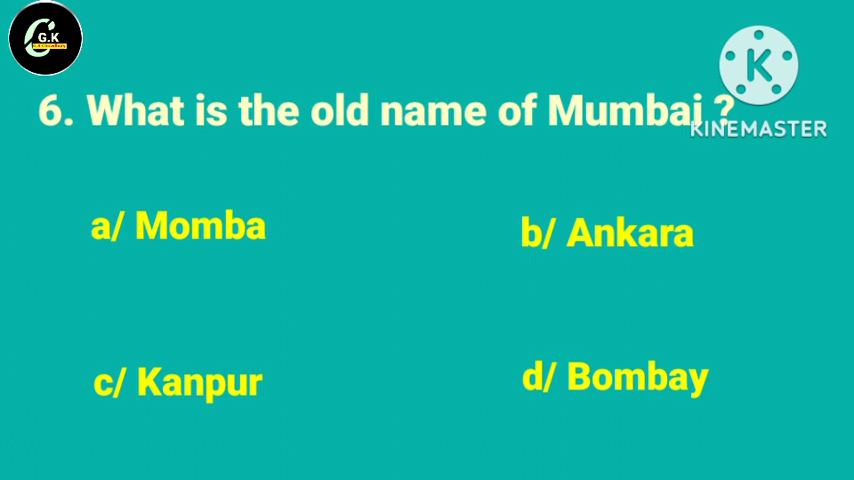 G.K
6. What is the old name of Mumbai ?
KINEMASTER
a/ Momba
b/ Ankara
c/ Kanpur
d/ Bombay